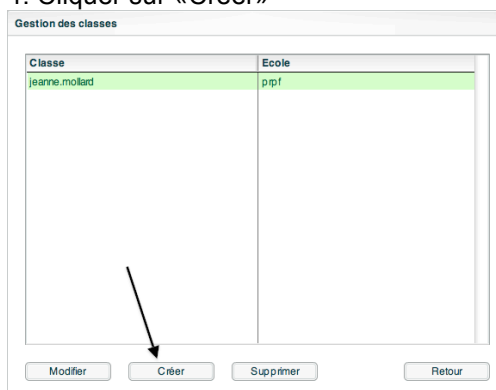 1. Cliquer sur «Créer»
Gestion des classes
Classe Ecole
jeanne.mollard prpf
Modifier Créer Supprimer Retour